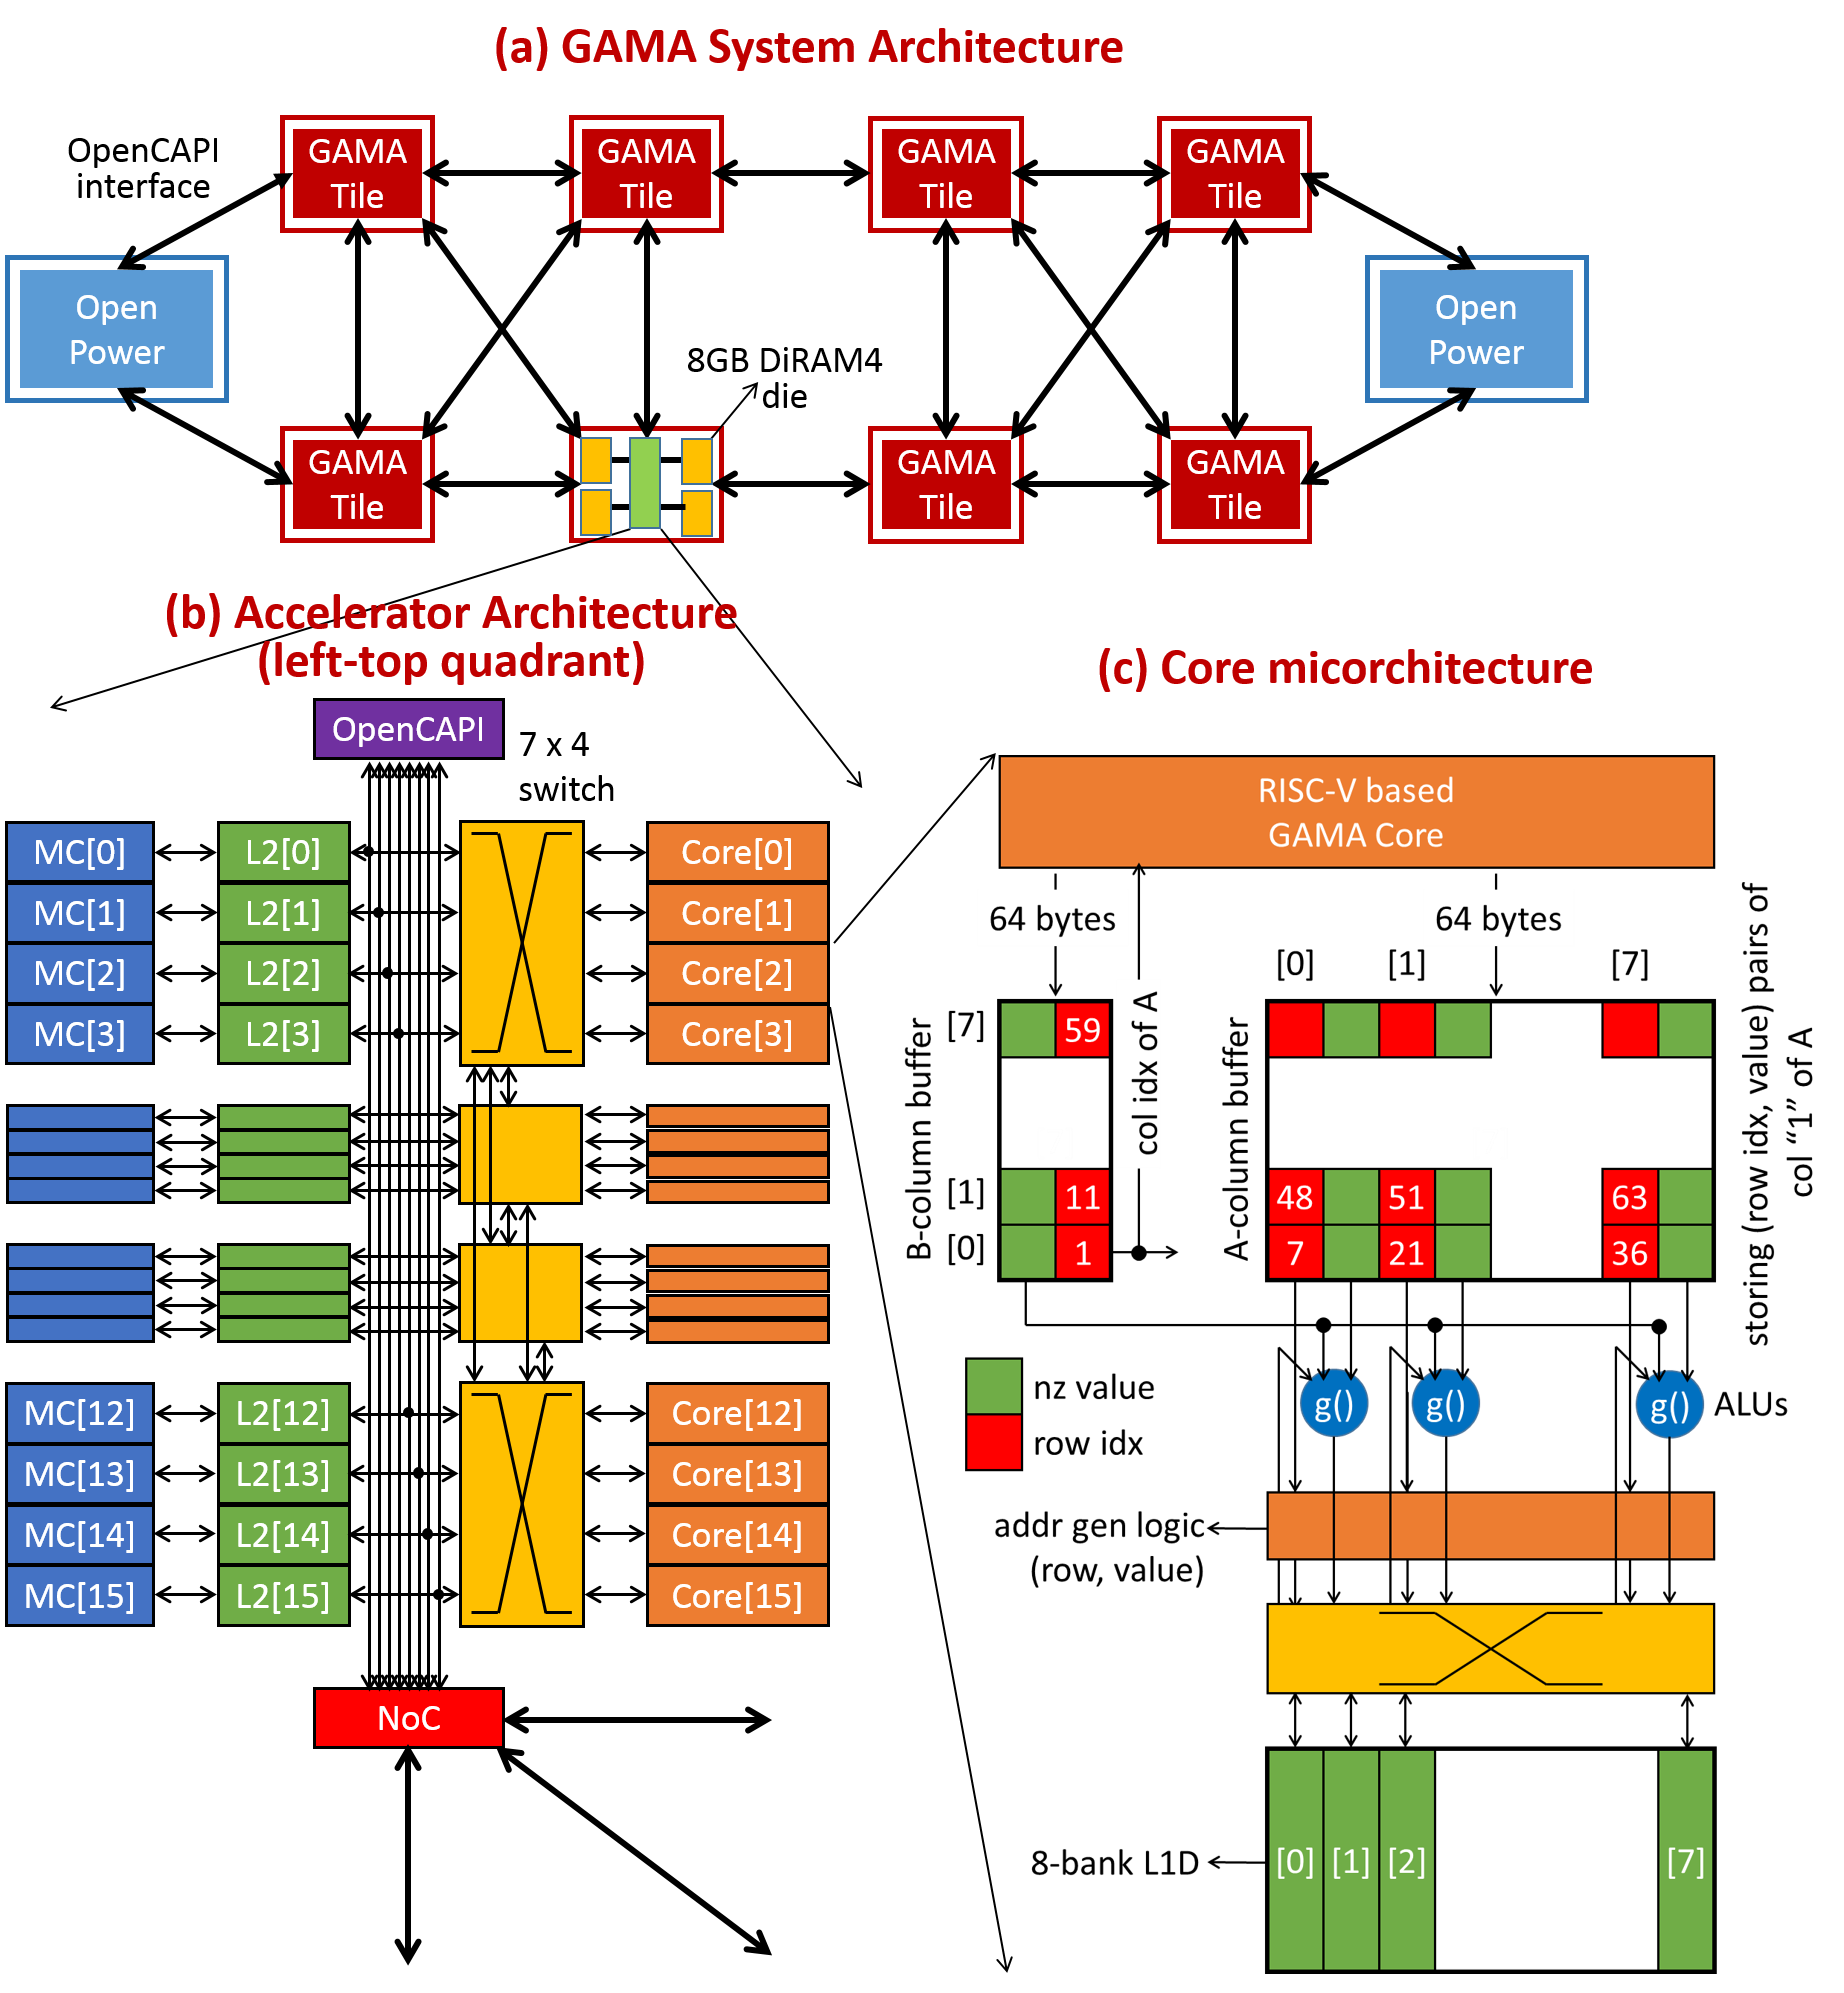 (a) GAMA System Architecture
OpenCAPI
interface
GAMA
Tile
GAMA
Tile
GAMA
Tile
GAMA
Tile
Open
Power
Open
Power
8GB DiRAM4
die
GAMA
Tile
GAMA
Tile
GAMA
Tile
(b) Accelerator Architecture
(left-top quadrant)
OpenCAPI
7 x 4
switch
MC[0]
L2[0]
Core[0]
MC[1]
L2[1]
Core[1]
MC[2]
L2[2]
Core[2]
MC[3]
L2[3]
Core[3]
MC[12]
L2[12]
Core[12]
MC[13]
L2[13]
Core[13]
MC[14]
L2[14]
Core[14]
MC[15]
L2[15]
Core[15]
NoC
(c) Core micorchitecture
RISC-V based
GAMA Core
64 bytes
64 bytes
[0]
[1]
[7]
B-column buffer
[7]
59
[1]
11
[0]
1
col idx of A
A-column buffer
48
51
63
7
21
36
storing (row idx, value) pairs of
col “1” of A
nz value
row idx
g()
g()
g()
ALUs
addr gen logic
(row, value)
8-bank L1D
[0]
[1]
[2]
[7]